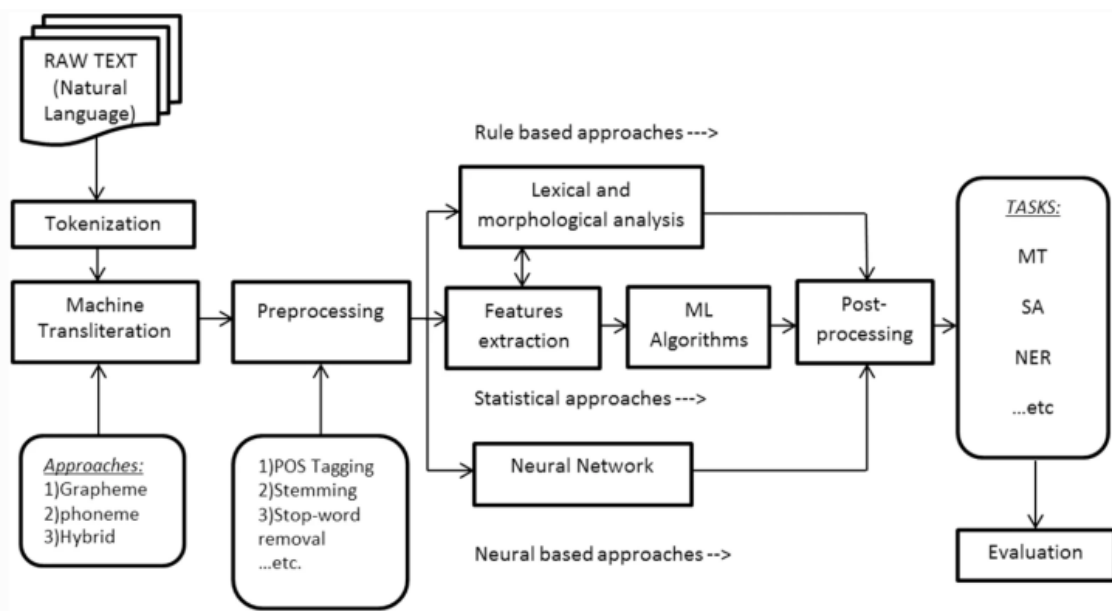 RAW TEXT
(Natural
Language)
Tokenization
Machine
Transliteration
Approaches:
1)Grapheme
2)phoneme
3)Hybrid
Preprocessing
1)POS Tagging
2)Stemming
3)Stop-word
removal
...etc.
Rule based approaches --->
Lexical and
morphological analysis
Features
extraction
ML
Algorithms
Statistical approaches --->
Neural Network
Neural based approaches -->
Post-
processing
TASKS:
MT
SA
NER
...etc
Evaluation